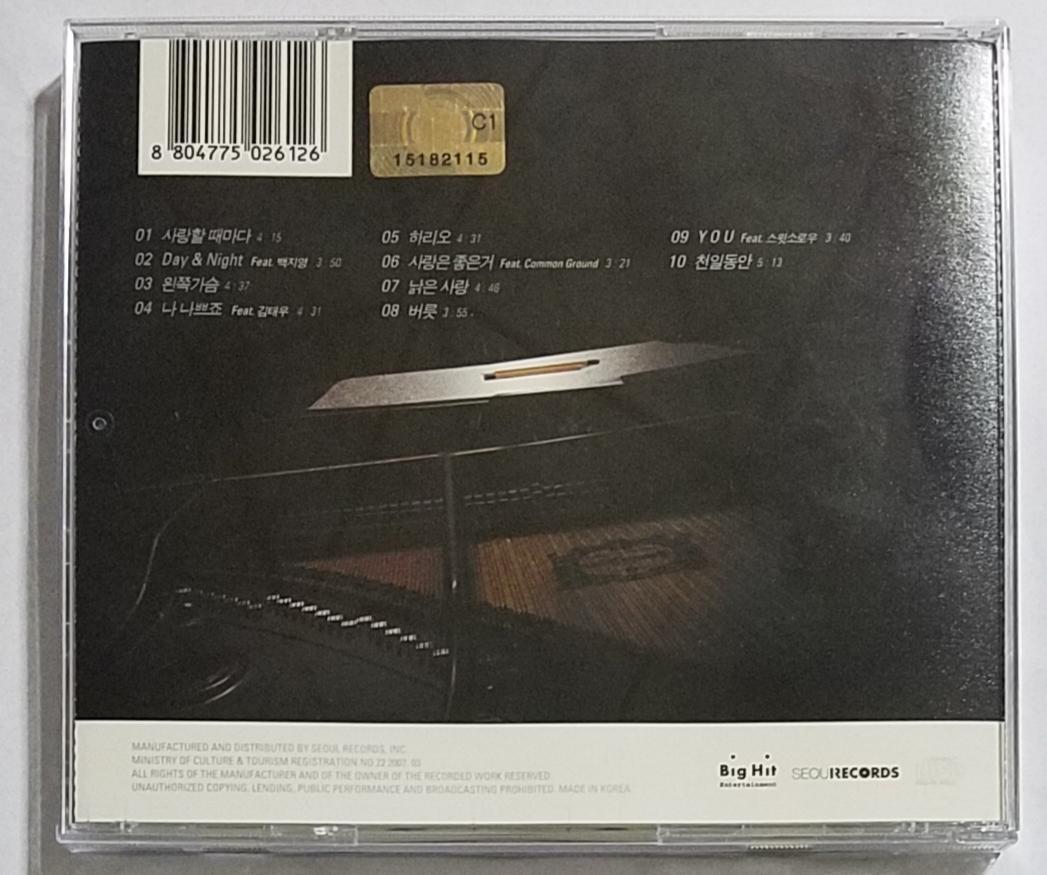 8 804775 026126
C1
15182115
01 사랑할 때마다 4:15
02 Day & Night Feat. 백지영 3:50
03 왼쪽가슴 4:37
04 나 나쁘죠 Feat. 김태우 4:31
05 하리오 4:31
06 사랑은 좋은거 Feat. Common Ground 3:21
07 낡은 사랑 4:46
08 버릇 3:55
09 YOU Feat. 스윗소로우 3:40
10 천일동안 5:13
MANUFACTURED AND DISTRIBUTED BY SEOUL RECORDS, INC.
MINISTRY OF CULTURE & TOURISM REGISTRATION NO 22 2007. 03
ALL RIGHTS OF THE MANUFACTURER AND OF THE OWNER OF THE RECORDED WORK RESERVED.
UNAUTHORIZED COPYING, LENDING, PUBLIC PERFORMANCE AND BROADCASTING PROHIBITED. MADE IN KOREA.
Big Hit
Entertainment
SEOULRECORDS